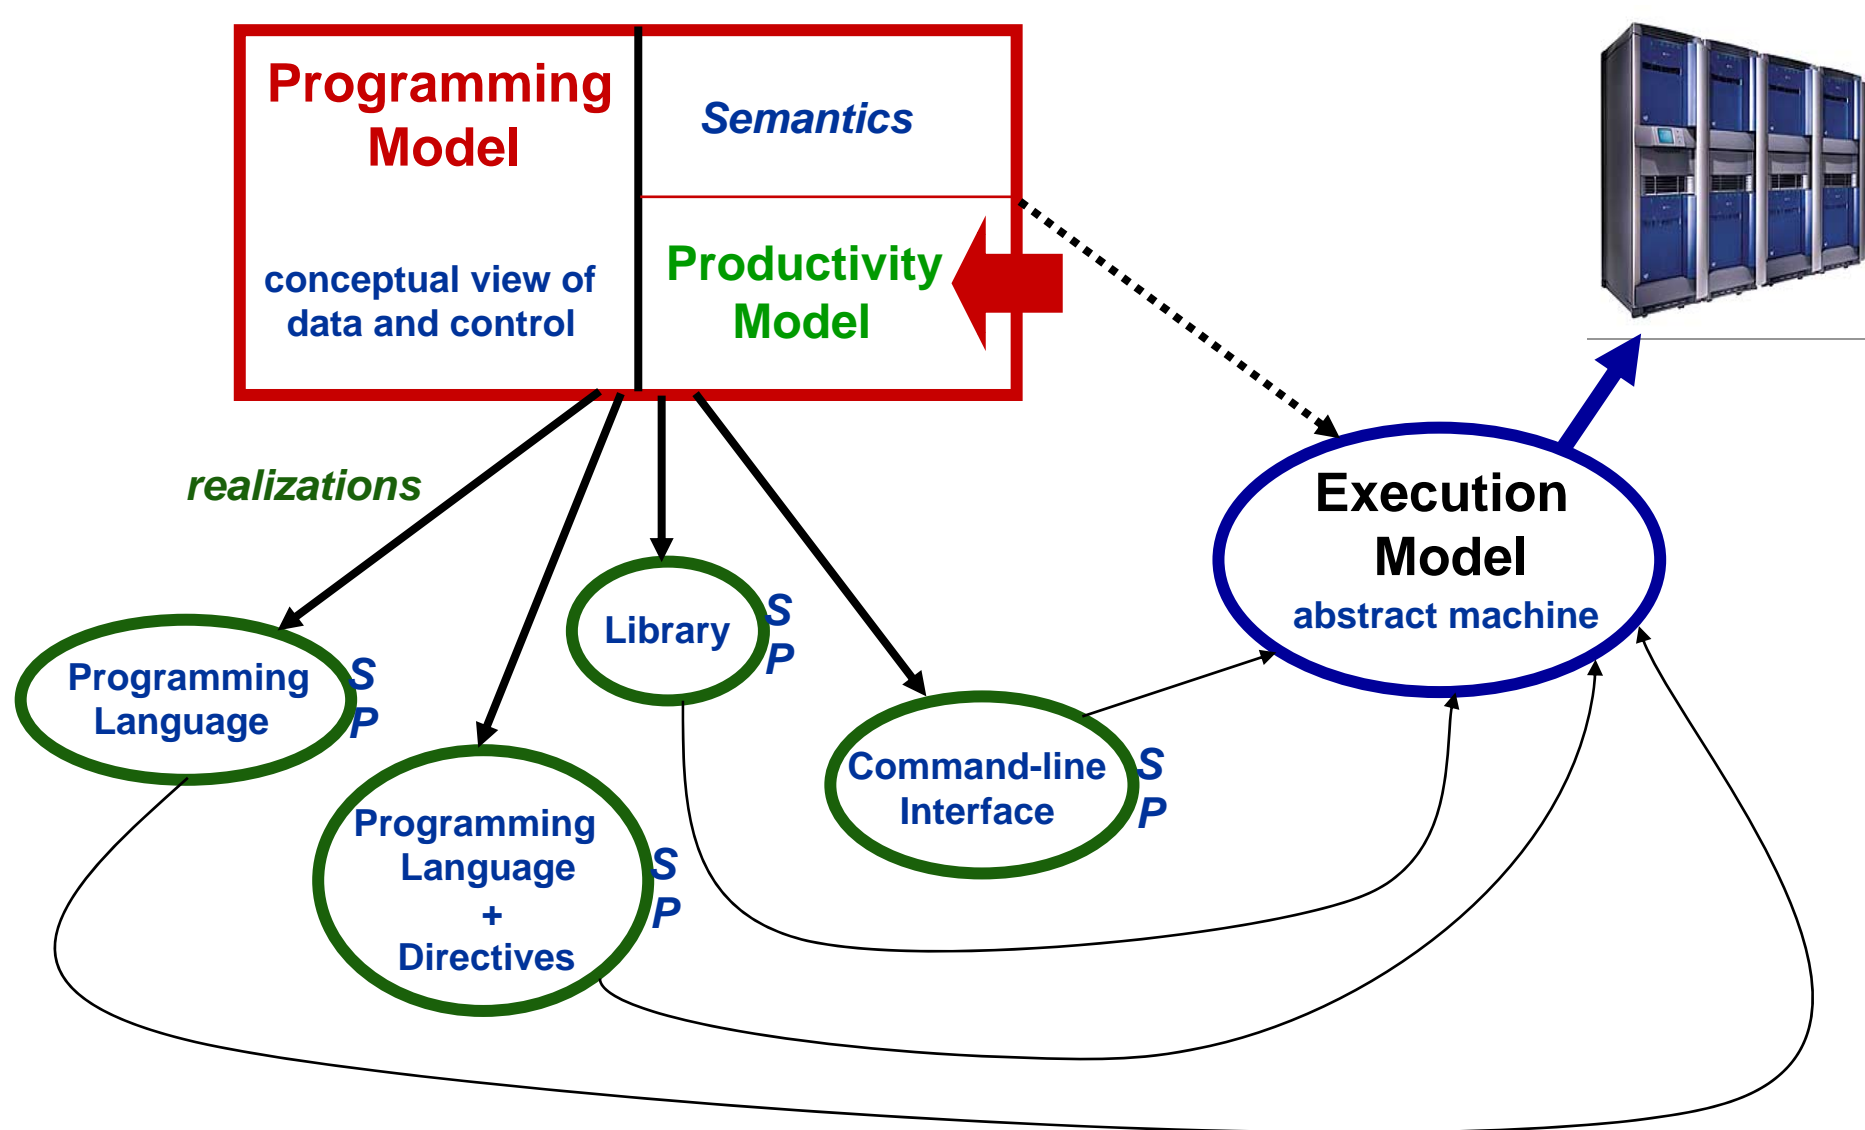 Programming
Model
conceptual view of
data and control
Semantics
Productivity
Model
realizations
Execution
Model
abstract machine
Library
S
P
Programming
Language
S
P
Command-line
Interface
S
P
Programming
Language
+
Directives
S
P